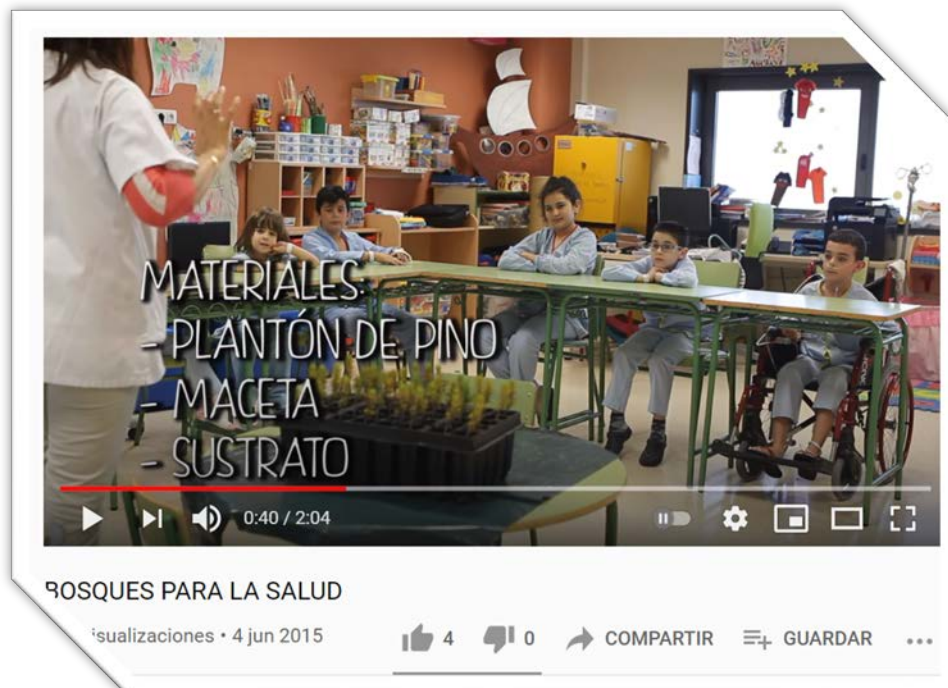 MATERIALES:
- PLANTÓN DE PINO
- MACETA
- SUSTRATO
0:40 / 2:04
BOSQUES PARA LA SALUD
isualizaciones • 4 jun 2015
4
0
COMPARTIR
GUARDAR